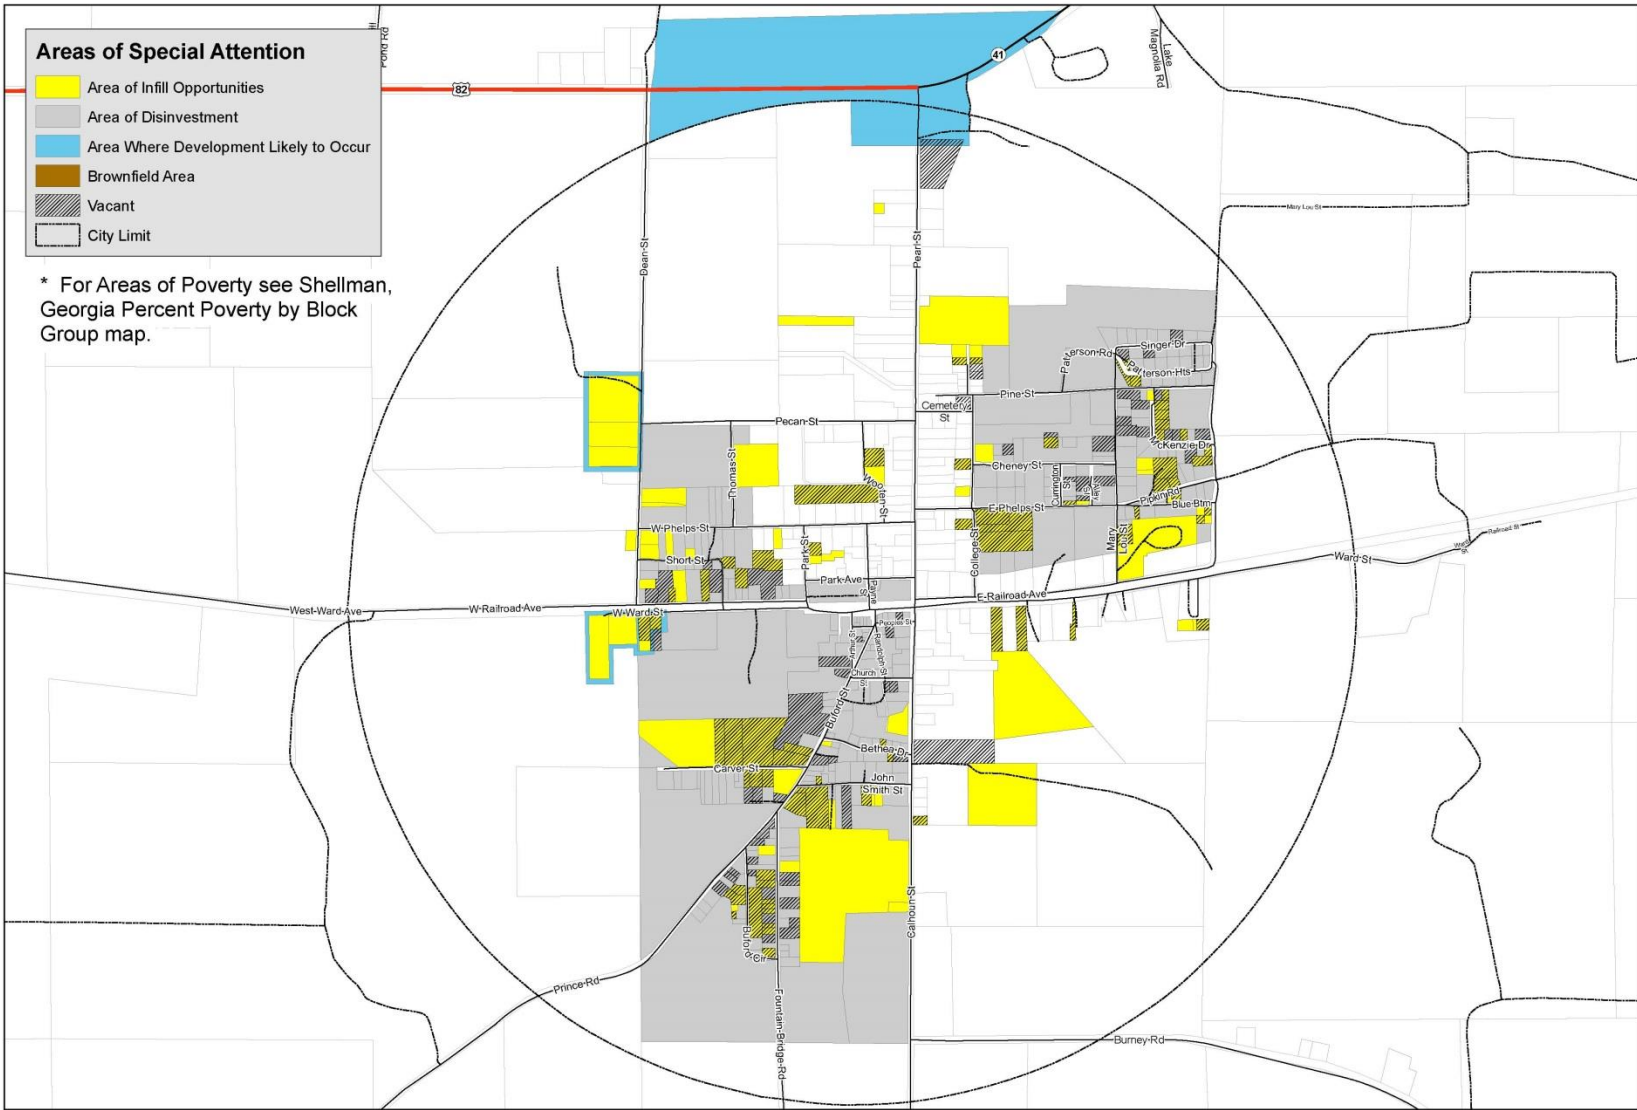 Areas of Special Attention
Area of Infill Opportunities
Area of Disinvestment
Area Where Development Likely to Occur
Brownfield Area
Vacant
City Limit
* For Areas of Poverty see Shellman,
Georgia Percent Poverty by Block
Group map.
Pond Rd
82
41
Lake
Magnolia Rd
Dean St
Pearl St
Mary Lou St
Singer Dr
erson Rd
Patterson Hts
Pine St
Cemetery
St
Pecan St
McKenzie Dr
Thomas St
Wooten St
Cheney St
Currington
St
Pipkin Rd
Blue Btm
E Phelps St
W Phelps St
Short St
Park St
College St
Mary
Lou St
Railroad St
Ward St
Park Ave
Payne
St
E Railroad Ave
West Ward Ave
W Railroad Ave
W Ward St
Peoples St
Arthur St
Randolph St
Church
St
Buford St
Bethea Dr
Carver St
John
Smith St
Calhoun St
Buford Cir
Prince Rd
Fountain Bridge Rd
Burney Rd